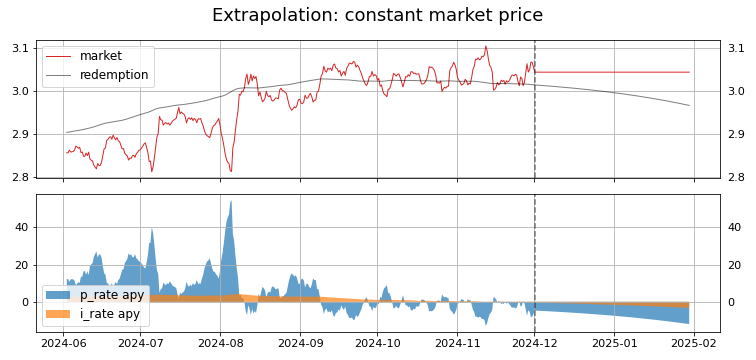 Extrapolation: constant market price
3.1
3.0
2.9
2.8
market
redemption
3.1
3.0
2.9
2.8
40
20
0
p_rate apy
i_rate apy
40
20
0
2024-06 2024-07 2024-08 2024-09 2024-10 2024-11 2024-12 2025-01 2025-02